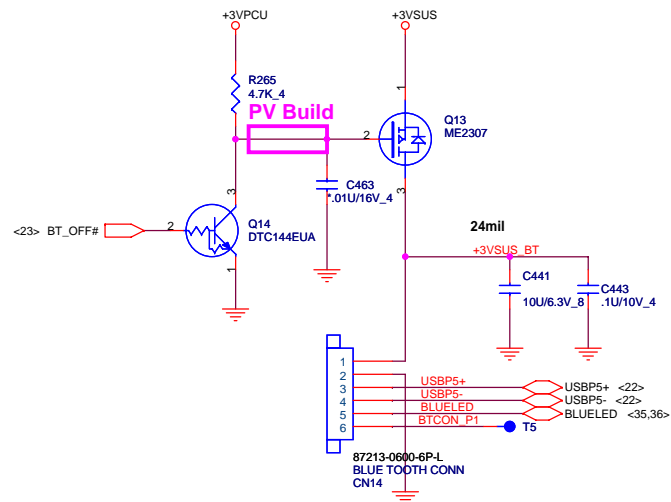 +3VPCU
+3VSUS
R265
4.7K_4
PV Build
1
Q13
ME2307
2
3
C463
*.01U/16V_4
3
<23> BT_OFF#
2
Q14
DTC144EUA
1
24mil
+3VSUS_BT
C441
10U/6.3V_8
C443
.1U/10V_4
1
2
3
4
5
6
USBP5+
USBP5-
BLUELED
BTCON_P1
USBP5+ <22>
USBP5- <22>
BLUELED <35,36>
T5
87213-0600-6P-L
BLUE TOOTH CONN
CN14